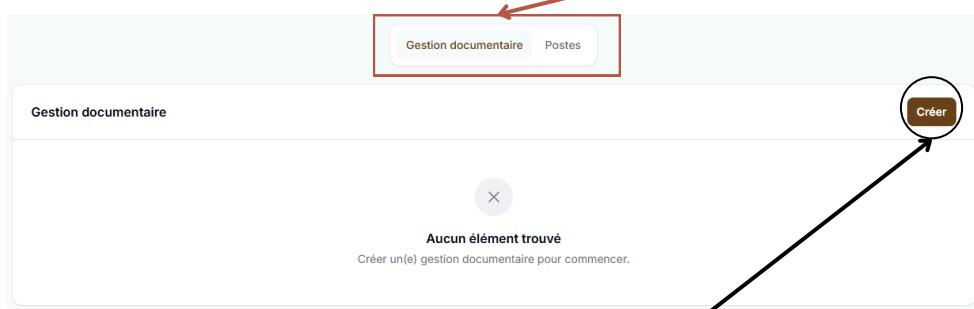 Gestion documentaire Postes
Gestion documentaire Créer
Aucun élément trouvé
Créer un(e) gestion documentaire pour commencer.